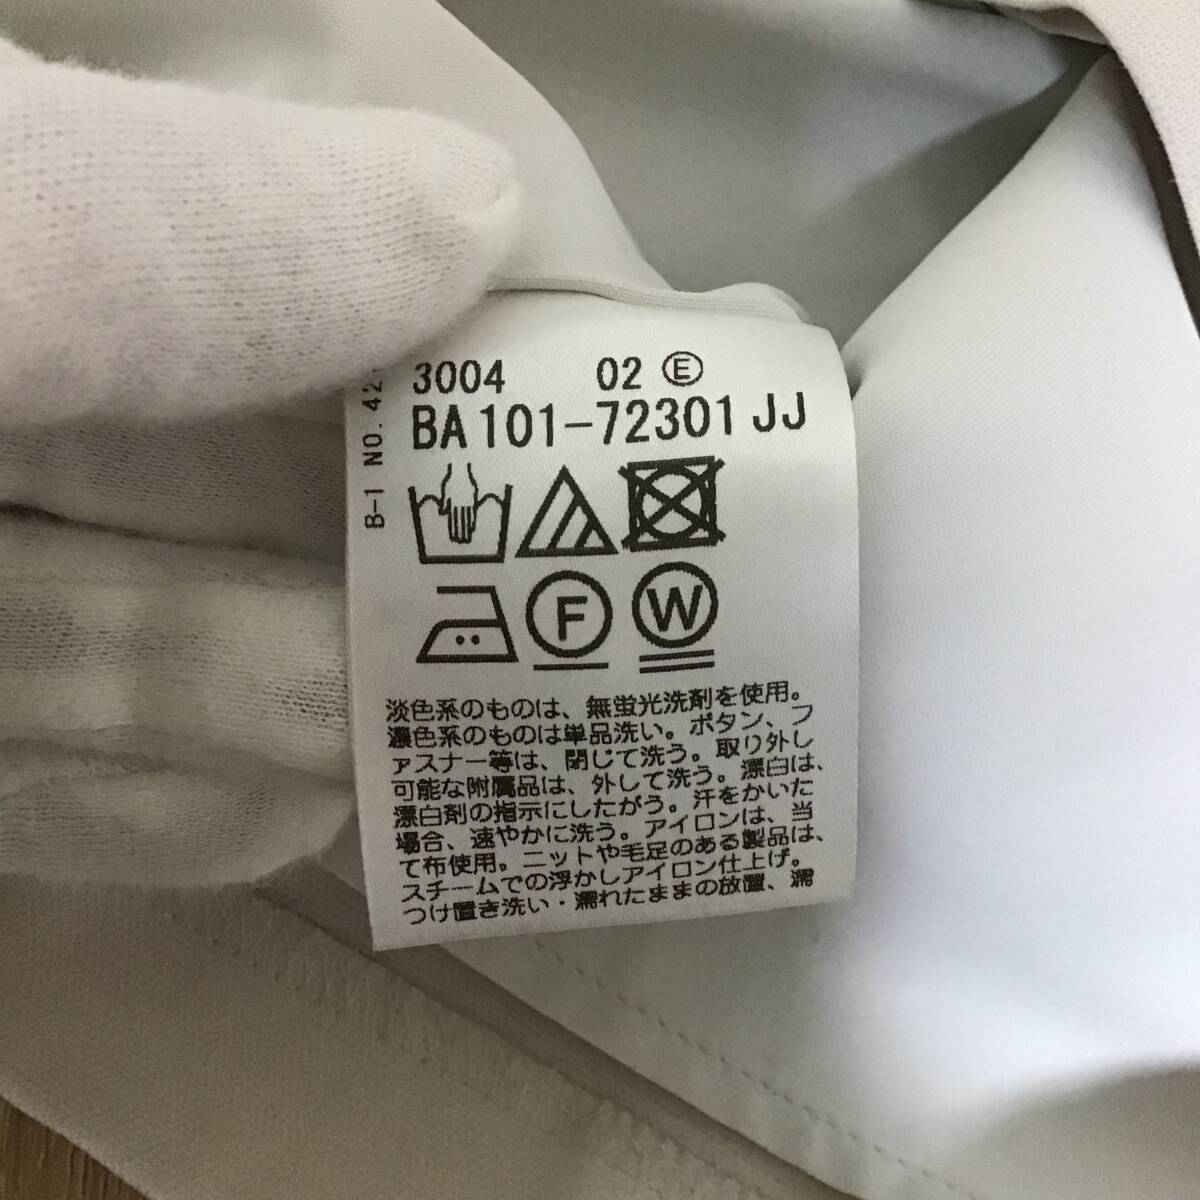 3004 02 Ⓔ
BA101-72301 JJ
B-1 NO.42
F
W
淡色系のものは、無蛍光洗剤を使用。
濃色系のものは単品洗い。ボタン、フ
ァスナー等は、閉じて洗う。取り外し
可能な附属品は、外して洗う。漂白は、
漂白剤の指示にしたがう。汗をかいた
場合、速やかに洗う。アイロンは、当
て布使用。ニットや毛足のある製品は、
スチームでの浮かしアイロン仕上げ。
つけ置き洗い・濡れたままの放置、濡